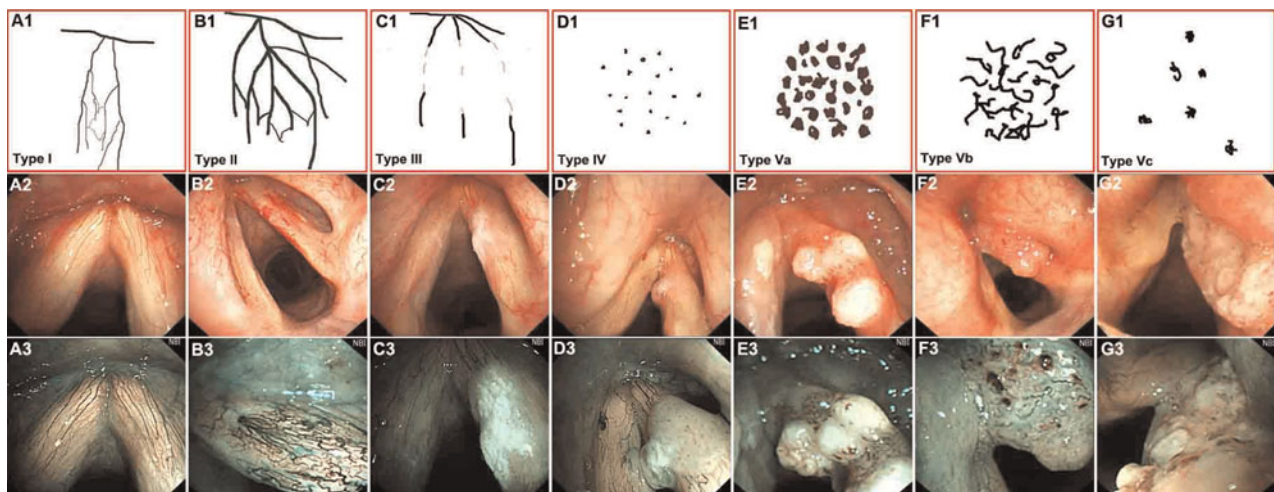 A1
Type I
B1
Type II
C1
Type III
D1
Type IV
E1
Type Va
F1
Type Vb
G1
Type Vc
A2
B2
C2
D2
E2
F2
G2
A3
NBI
B3
NBI
C3
NBI
D3
NBI
E3
NBI
F3
NBI
G3
NBI